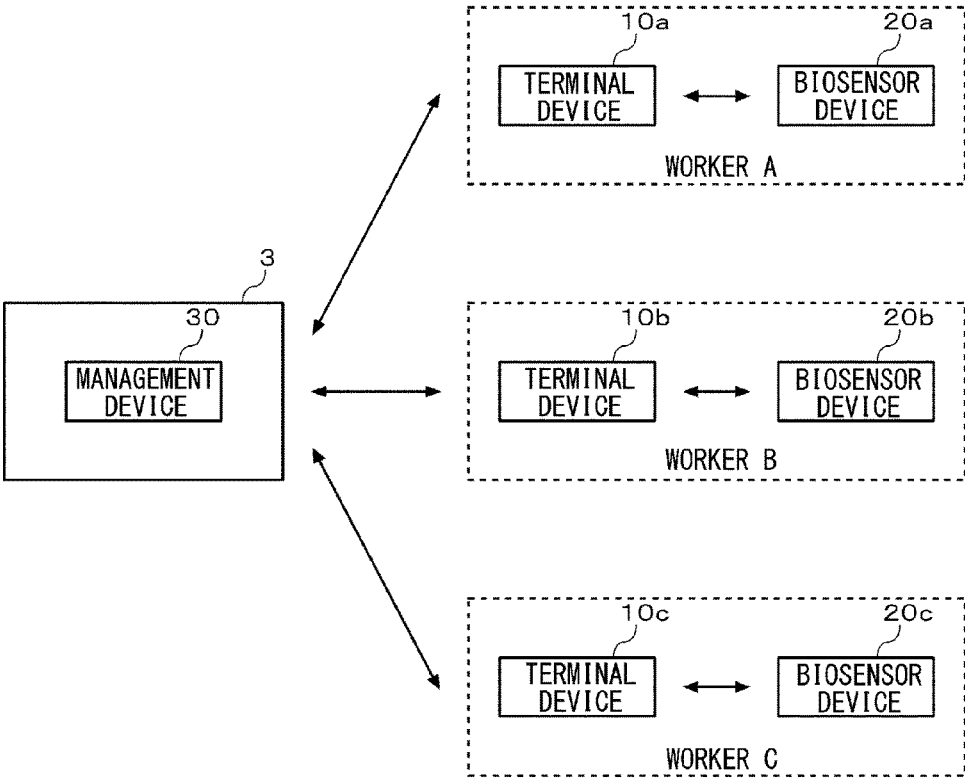 10a
20a
TERMINAL
DEVICE
BIOSENSOR
DEVICE
WORKER A
3
30
MANAGEMENT
DEVICE
10b
20b
TERMINAL
DEVICE
BIOSENSOR
DEVICE
WORKER B
10c
20c
TERMINAL
DEVICE
BIOSENSOR
DEVICE
WORKER C